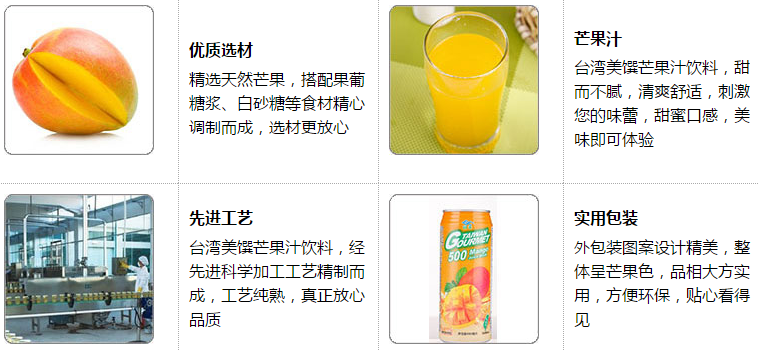 优质选材
精选天然芒果，搭配果葡
糖浆、白砂糖等食材精心
调制而成，选材更放心
芒果汁
台湾美馔芒果汁饮料，甜
而不腻，清爽舒适，刺激
您的味蕾，甜蜜口感，美
味即可体验
先进工艺
台湾美馔芒果汁饮料，经
先进科学加工工艺精制而
成，工艺纯熟，真正放心
品质
TAIWAN
GOURMET
500 Mango
实用包装
外包装图案设计精美，整
体呈芒果色，品相大方实
用，方便环保，贴心看得
见